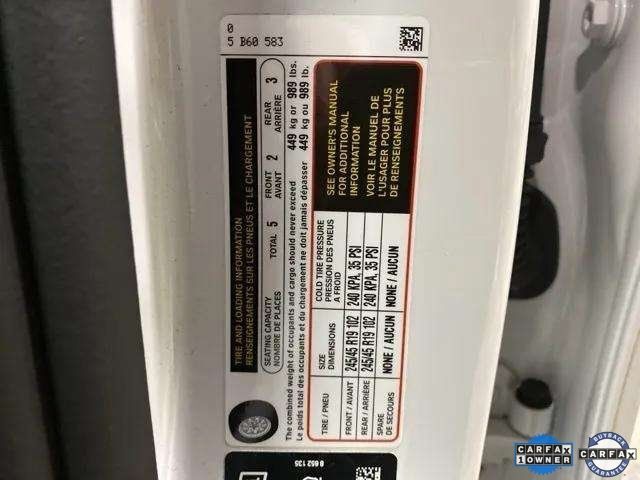 0
5 B60 583
TIRE AND LOADING INFORMATION
RENSEIGNEMENTS SUR LES PNEUS ET LE CHARGEMENT
SEATING CAPACITY TOTAL 5 FRONT 2 REAR 3
NOMBRE DE PLACES AVANT ARRIÈRE
The combined weight of occupants and cargo should never exceed 449 kg or 989 lbs.
Le poids total des occupants et du chargement ne doit jamais dépasser 449 kg ou 989 lb.
TIRE / PNEU SIZE COLD TIRE PRESSURE
DIMENSIONS PRESSION DES PNEUS
A FROID
FRONT / AVANT 245/45 R19 102 240 KPA, 35 PSI
REAR / ARRIÈRE 245/45 R19 102 240 KPA, 35 PSI
SPARE NONE / AUCUN NONE / AUCUN
DE SECOURS
SEE OWNER'S MANUAL
FOR ADDITIONAL
INFORMATION
VOIR LE MANUEL DE
L'USAGER POUR PLUS
DE RENSEIGNEMENTS
8 652 135
CARFAX
1 OWNER
BUYBACK
CARFAX
GUARANTEE